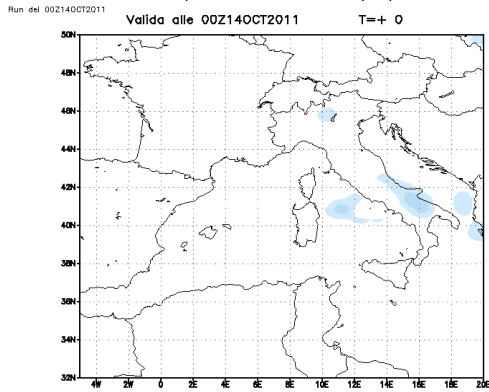 Run del 00Z14OCT2011
Valida alle 00Z14OCT2011 T=+ 0
50N
48N
46N
44N
42N
40N
38N
36N
34N
32N
4W 2W 0 2E 4E 6E 8E 10E 12E 14E 16E 18E 20E